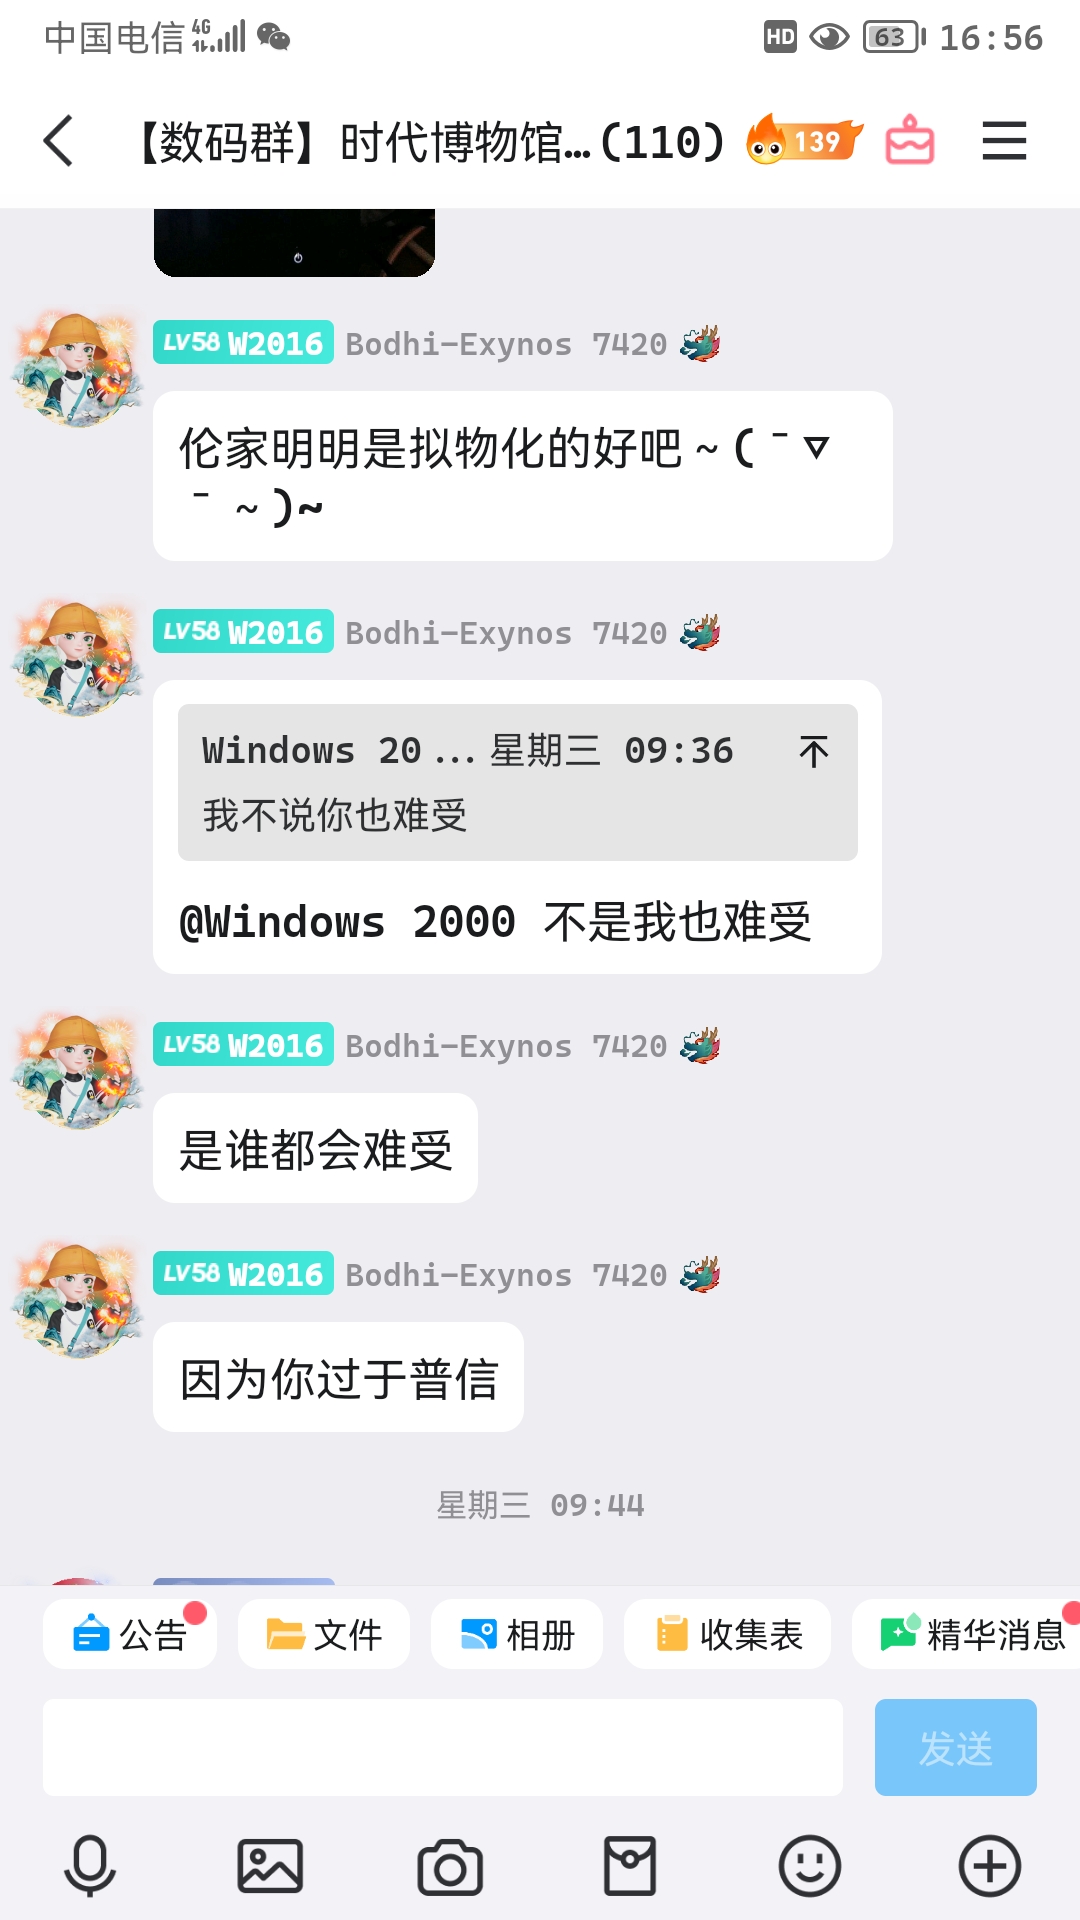 中国电信 4G HD 63 16:56
【数码群】时代博物馆...(110) 139
LV58 W2016 Bodhi-Exynos 7420
伦家明明是拟物化的好吧～(￣▽
￣～)~
LV58 W2016 Bodhi-Exynos 7420
Windows 20... 星期三 09:36
我不说你也难受
@Windows 2000 不是我也难受
LV58 W2016 Bodhi-Exynos 7420
是谁都会难受
LV58 W2016 Bodhi-Exynos 7420
因为你过于普信
星期三 09:44
公告 文件 相册 收集表 精华消息
发送